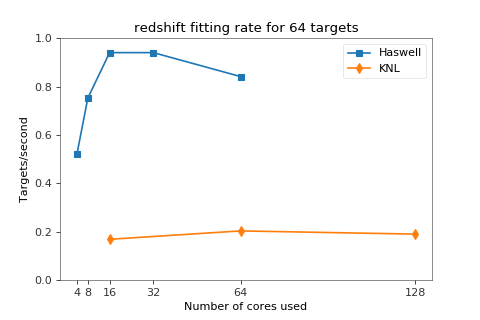 redshift fitting rate for 64 targets
1.0
0.8
0.6
0.4
0.2
0.0
Targets/second
Haswell
KNL
4 8 16 32 64 128
Number of cores used